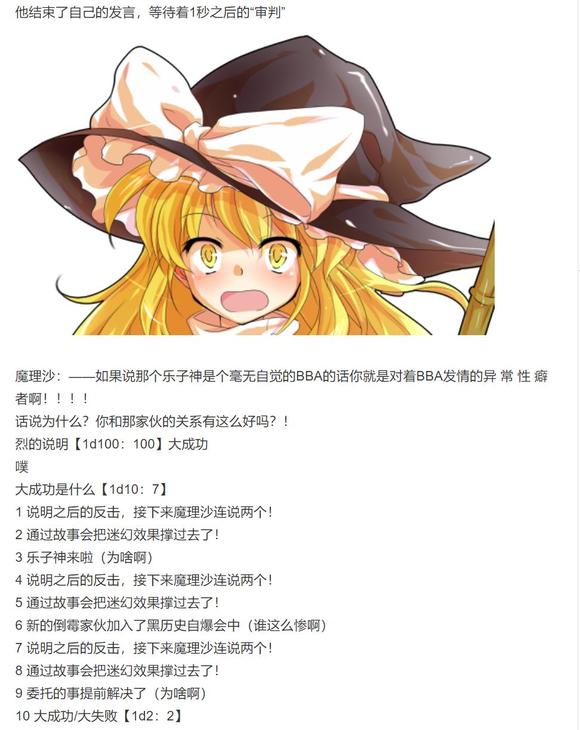 他结束了自己的发言，等待着1秒之后的“审判”
魔理沙：——如果说那个乐子神是个毫无自觉的BBA的话你就是对着BBA发情的异 常 性 癖
者啊！！！！
话说为什么？你和那家伙的关系有这么好吗？！
烈的说明【1d100：100】大成功
噗
大成功是什么【1d10：7】
1 说明之后的反击，接下来魔理沙连说两个！
2 通过故事会把迷幻效果撑过去了！
3 乐子神来啦（为啥啊）
4 说明之后的反击，接下来魔理沙连说两个！
5 通过故事会把迷幻效果撑过去了！
6 新的倒霉家伙加入了黑历史自爆会中（谁这么惨啊）
7 说明之后的反击，接下来魔理沙连说两个！
8 通过故事会把迷幻效果撑过去了！
9 委托的事提前解决了（为啥啊）
10 大成功/大失败【1d2：2】